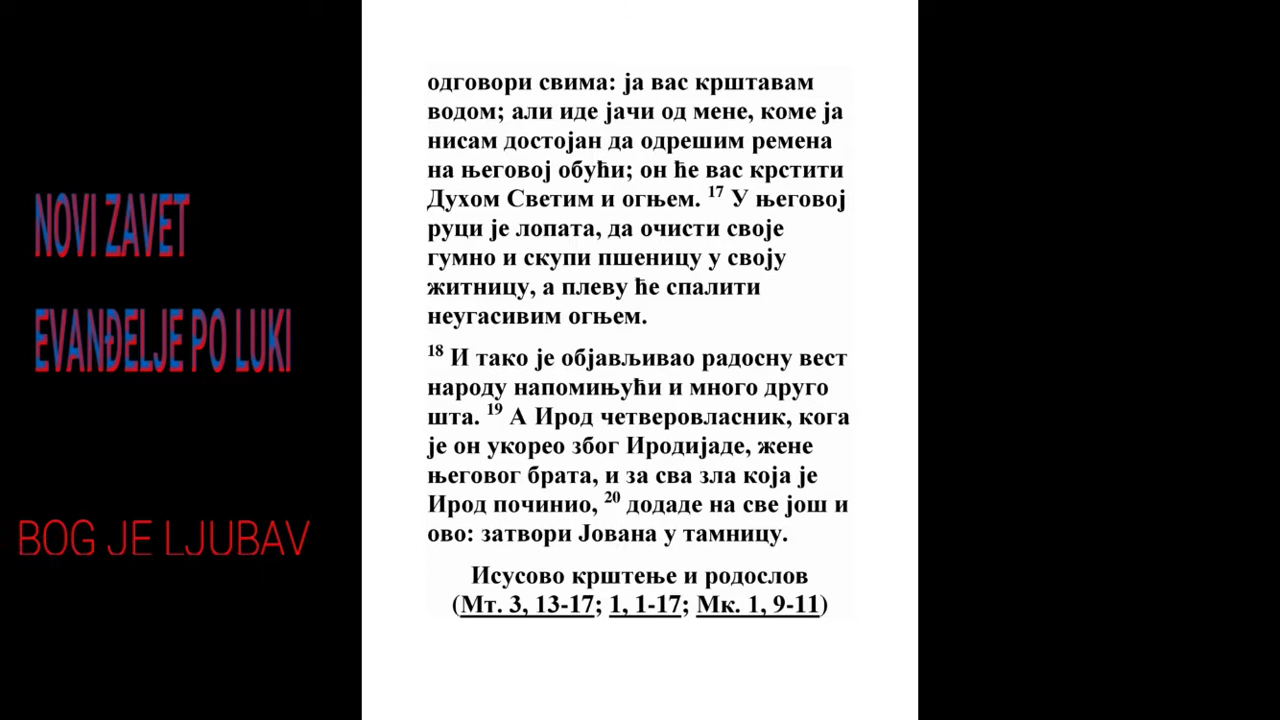 NOVI ZAVET
EVANĐELJE PO LUKI
BOG JE LJUBAV
одговори свима: ја вас крштавам
водом; али иде јачи од мене, коме ја
нисам достојан да одрешим ремена
на његовој обући; он ће вас крстити
Духом Светим и огњем. 17 У његовој
руци је лопата, да очисти своје
гумно и скупи пшеницу у своју
житницу, а плеву ће спалити
неугасивим огњем.
18 И тако је објављивао радосну вест
народу напомињући и много друго
шта. 19 А Ирод четверовласник, кога
је он укорео због Иродијаде, жене
његовог брата, и за сва зла која је
Ирод починио, 20 додаде на све још и
ово: затвори Јована у тамницу.
Исусово крштење и родослов
(Мт. 3, 13-17; 1, 1-17; Мк. 1, 9-11)